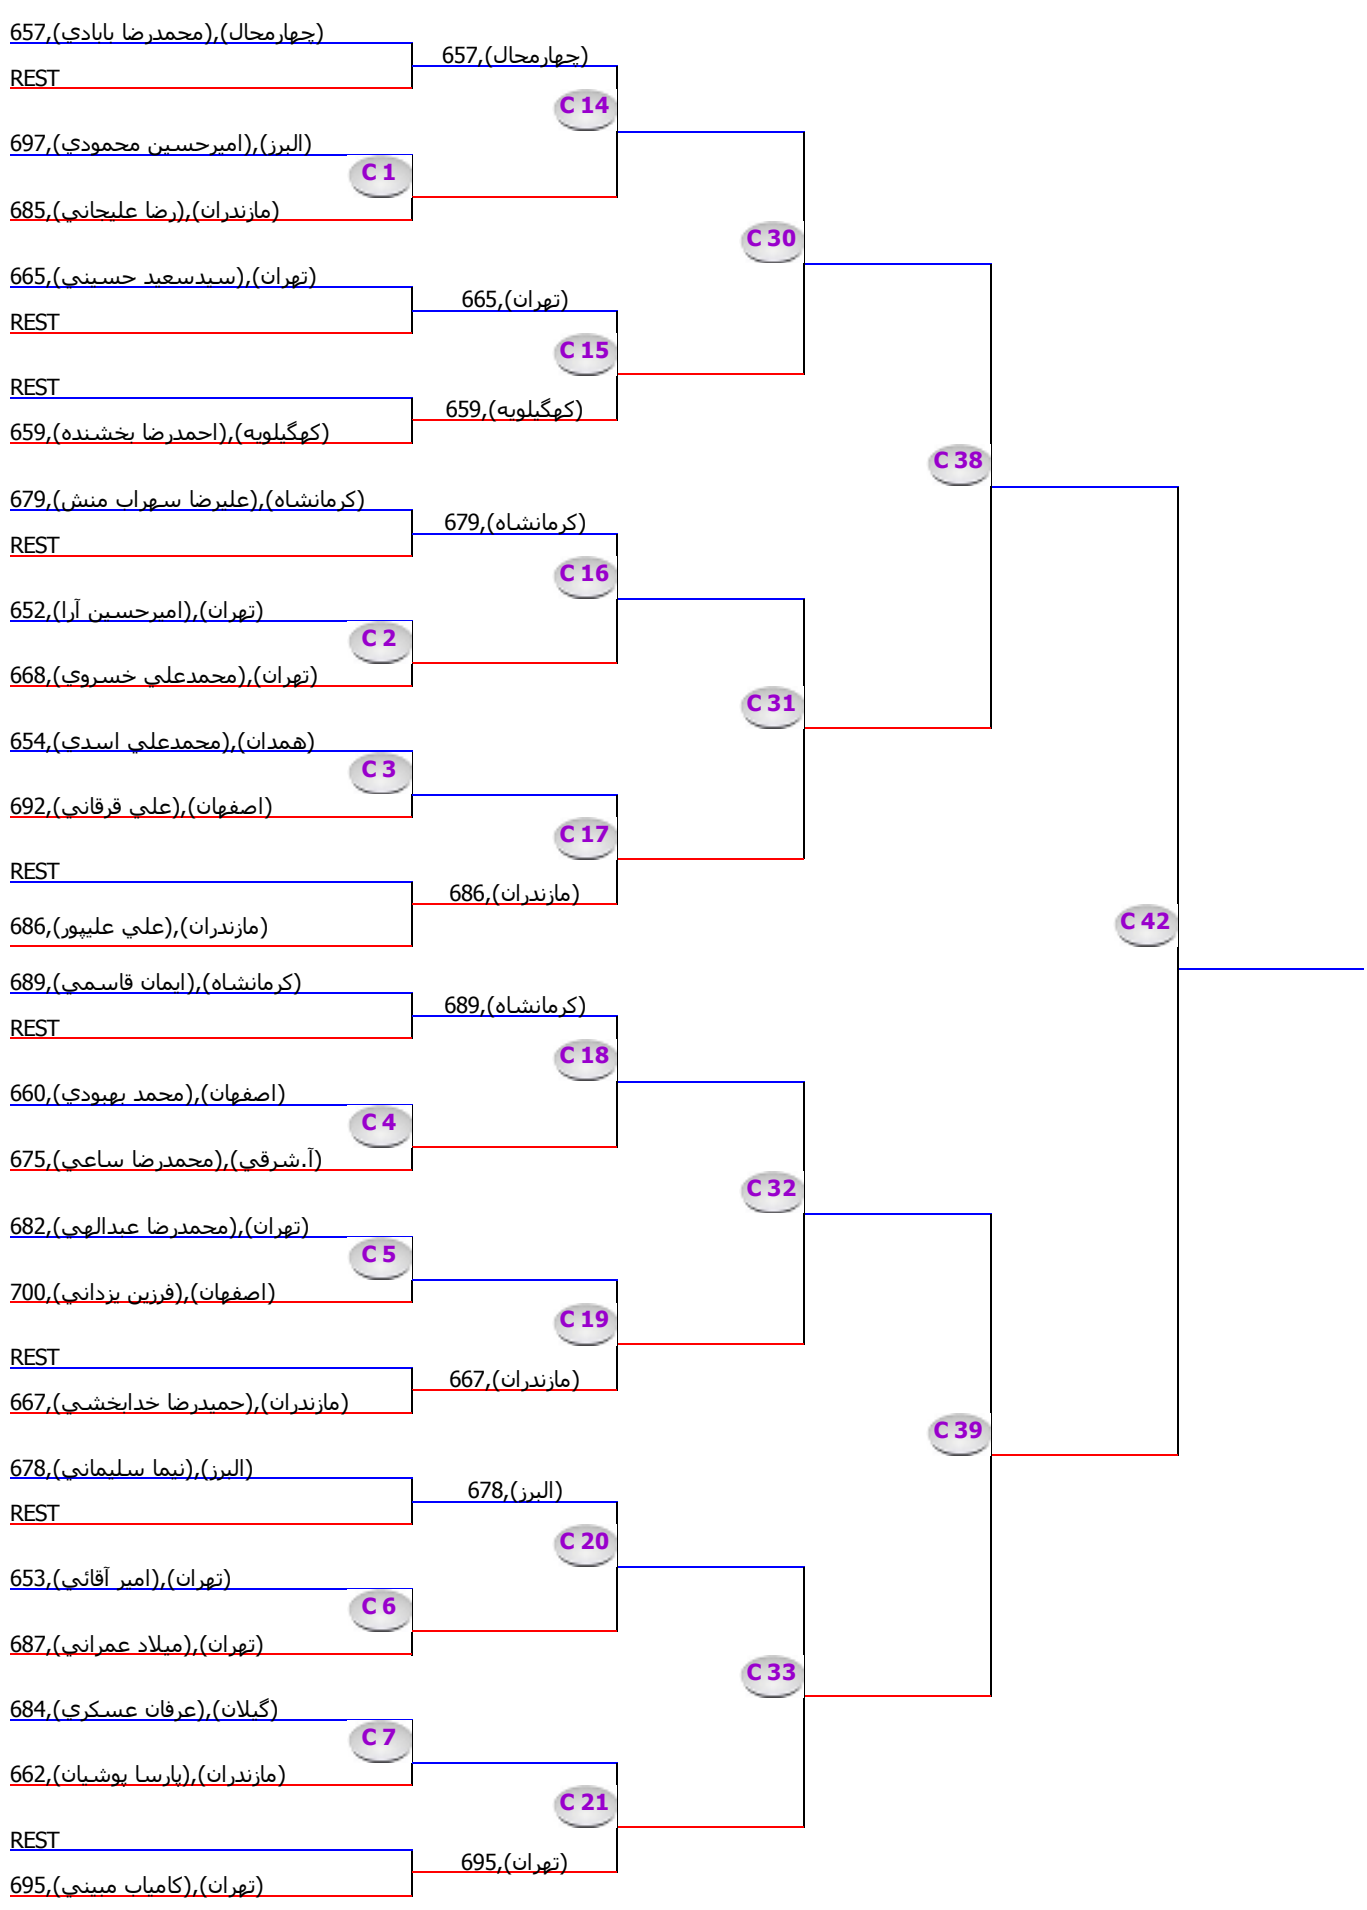 657,(محمدرضا بابادي),(چهارمحال)
657,(چهارمحال)
REST
C 14
697,(اميرحسين محمودي),(البرز)
C 1
685,(رضا عليجاني),(مازندران)
C 30
665,(سيدسعيد حسيني),(تهران)
665,(تهران)
REST
C 15
REST
659,(كهگيلويه)
659,(احمدرضا بخشنده),(كهگيلويه)
C 38
679,(عليرضا سهراب منش),(كرمانشاه)
679,(كرمانشاه)
REST
C 16
652,(اميرحسين آرا),(تهران)
C 2
668,(محمدعلي خسروي),(تهران)
C 31
654,(محمدعلي اسدي),(همدان)
C 3
692,(علي قرقاني),(اصفهان)
C 17
REST
686,(مازندران)
686,(علي عليپور),(مازندران)
C 42
689,(ايمان قاسمي),(كرمانشاه)
689,(كرمانشاه)
REST
C 18
660,(محمد بهبودي),(اصفهان)
C 4
675,(محمدرضا ساعي),(آ.شرقي)
C 32
682,(محمدرضا عبدالهي),(تهران)
C 5
700,(فرزين يزداني),(اصفهان)
C 19
REST
667,(مازندران)
667,(حميدرضا خدابخشي),(مازندران)
C 39
678,(نيما سليماني),(البرز)
678,(البرز)
REST
C 20
653,(امير آقائي),(تهران)
C 6
687,(ميلاد عمراني),(تهران)
C 33
684,(عرفان عسكري),(گيلان)
C 7
662,(پارسا پوشيان),(مازندران)
C 21
REST
695,(تهران)
695,(كامياب مبيني),(تهران)